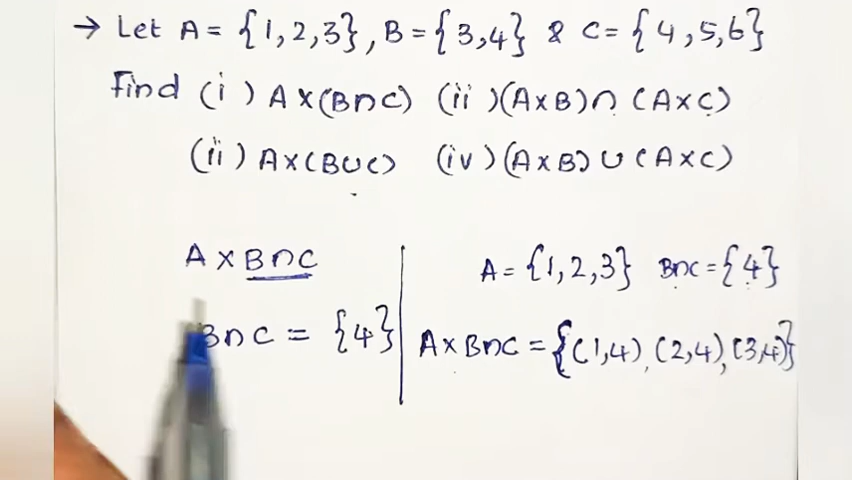 → Let A = {1,2,3}, B = {3,4} & C = {4,5,6}
Find (i) A×(B∩C) (ii)(A×B)∩(A×C)
(ii) A×(B∪C) (iv)(A×B)∪(A×C)
A × B∩C
B∩C = {4}
A = {1,2,3} B∩C = {4}
A × B∩C = {(1,4),(2,4),(3,4)}